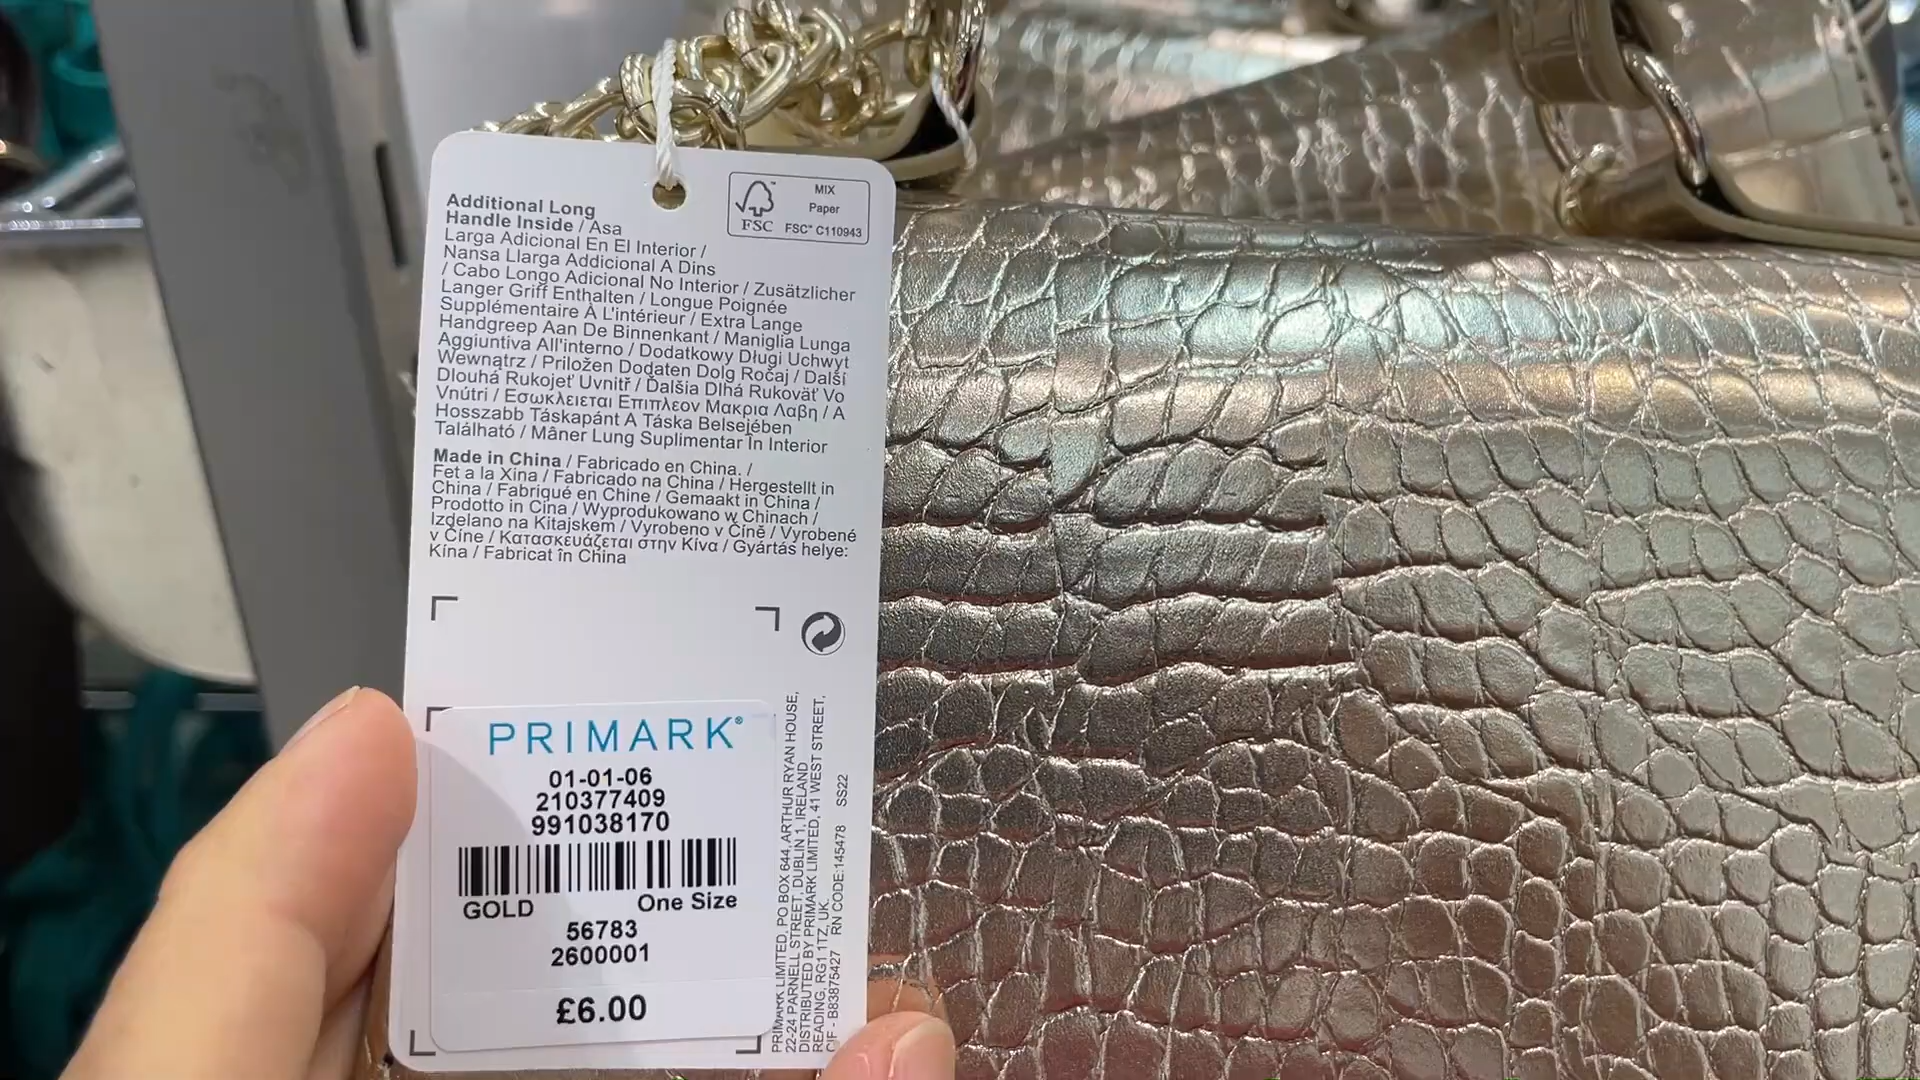 Additional Long
Handle Inside / Asa
Larga Adicional En El Interior /
Nansa Llarga Addicional A Dins
/ Cabo Longo Adicional No Interior / Zusätzlicher
Langer Griff Enthalten / Longue Poignée
Supplémentaire À L'intérieur / Extra Lange
Handgreep Aan De Binnenkant / Maniglia Lunga
Aggiuntiva All'interno / Dodatkowy Długi Uchwyt
Wewnątrz / Priložen Dodaten Dolg Ročaj / Další
Dlouhá Rukojeť Uvnitř / Ďalšia Dlhá Rukoväť Vo
Vnútri / Εσωκλειεται Επιπλεον Μακρια Λαβη / A
Hosszabb Táskapánt A Táska Belsejében
Található / Mâner Lung Suplimentar În Interior
Made in China / Fabricado en China. /
Fet a la Xina / Fabricado na China / Hergestellt in
China / Fabriqué en Chine / Gemaakt in China /
Prodotto in Cina / Wyprodukowano w Chinach /
Izdelano na Kitajskem / Vyrobeno v Číně / Vyrobené
v Číne / Κατασκευάζεται στην Κίνα / Gyártás helye:
Kína / Fabricat în China
FSC
MIX
Paper
FSC™ C110943
PRIMARK®
01-01-06
210377409
991038170
GOLD One Size
56783
2600001
£6.00
PRIMARK LIMITED, PO BOX 644, ARTHUR RYAN HOUSE,
22-24 PARNELL STREET, DUBLIN 1, IRELAND
DISTRIBUTED BY PRIMARK LIMITED, 41 WEST STREET,
READING, RG1 1TZ, UK.
CIF - B83875427 RN CODE:145478 SS22